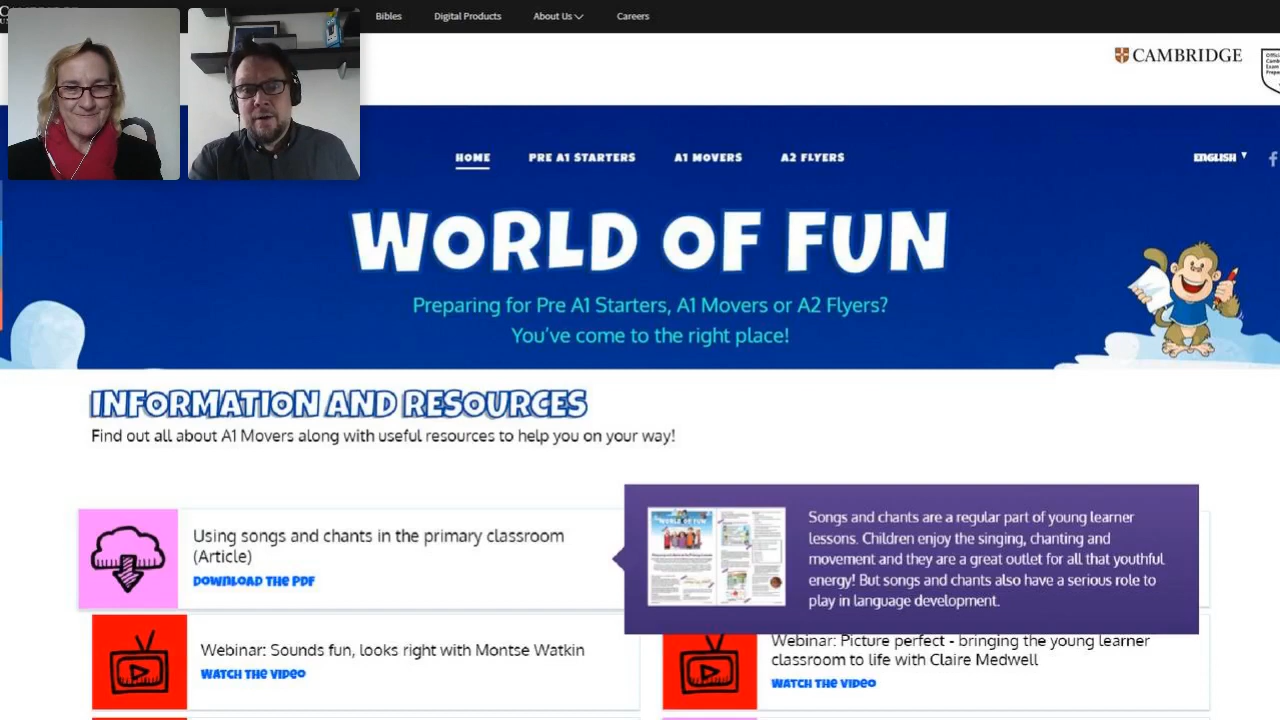 Bibles
Digital Products
About Us
Careers
CAMBRIDGE
HOME
PRE A1 STARTERS
A1 MOVERS
A2 FLYERS
ENGLISH
WORLD OF FUN
Preparing for Pre A1 Starters, A1 Movers or A2 Flyers?
You've come to the right place!
INFORMATION AND RESOURCES
Find out all about A1 Movers along with useful resources to help you on your way!
Using songs and chants in the primary classroom
(Article)
DOWNLOAD THE PDF
WORLD OF FUN
Songs and chants are a regular part of young learner
lessons. Children enjoy the singing, chanting and
movement and they are a great outlet for all that youthful
energy! But songs and chants also have a serious role to
play in language development.
Webinar: Sounds fun, looks right with Montse Watkin
WATCH THE VIDEO
Webinar: Picture perfect - bringing the young learner
classroom to life with Claire Medwell
WATCH THE VIDEO